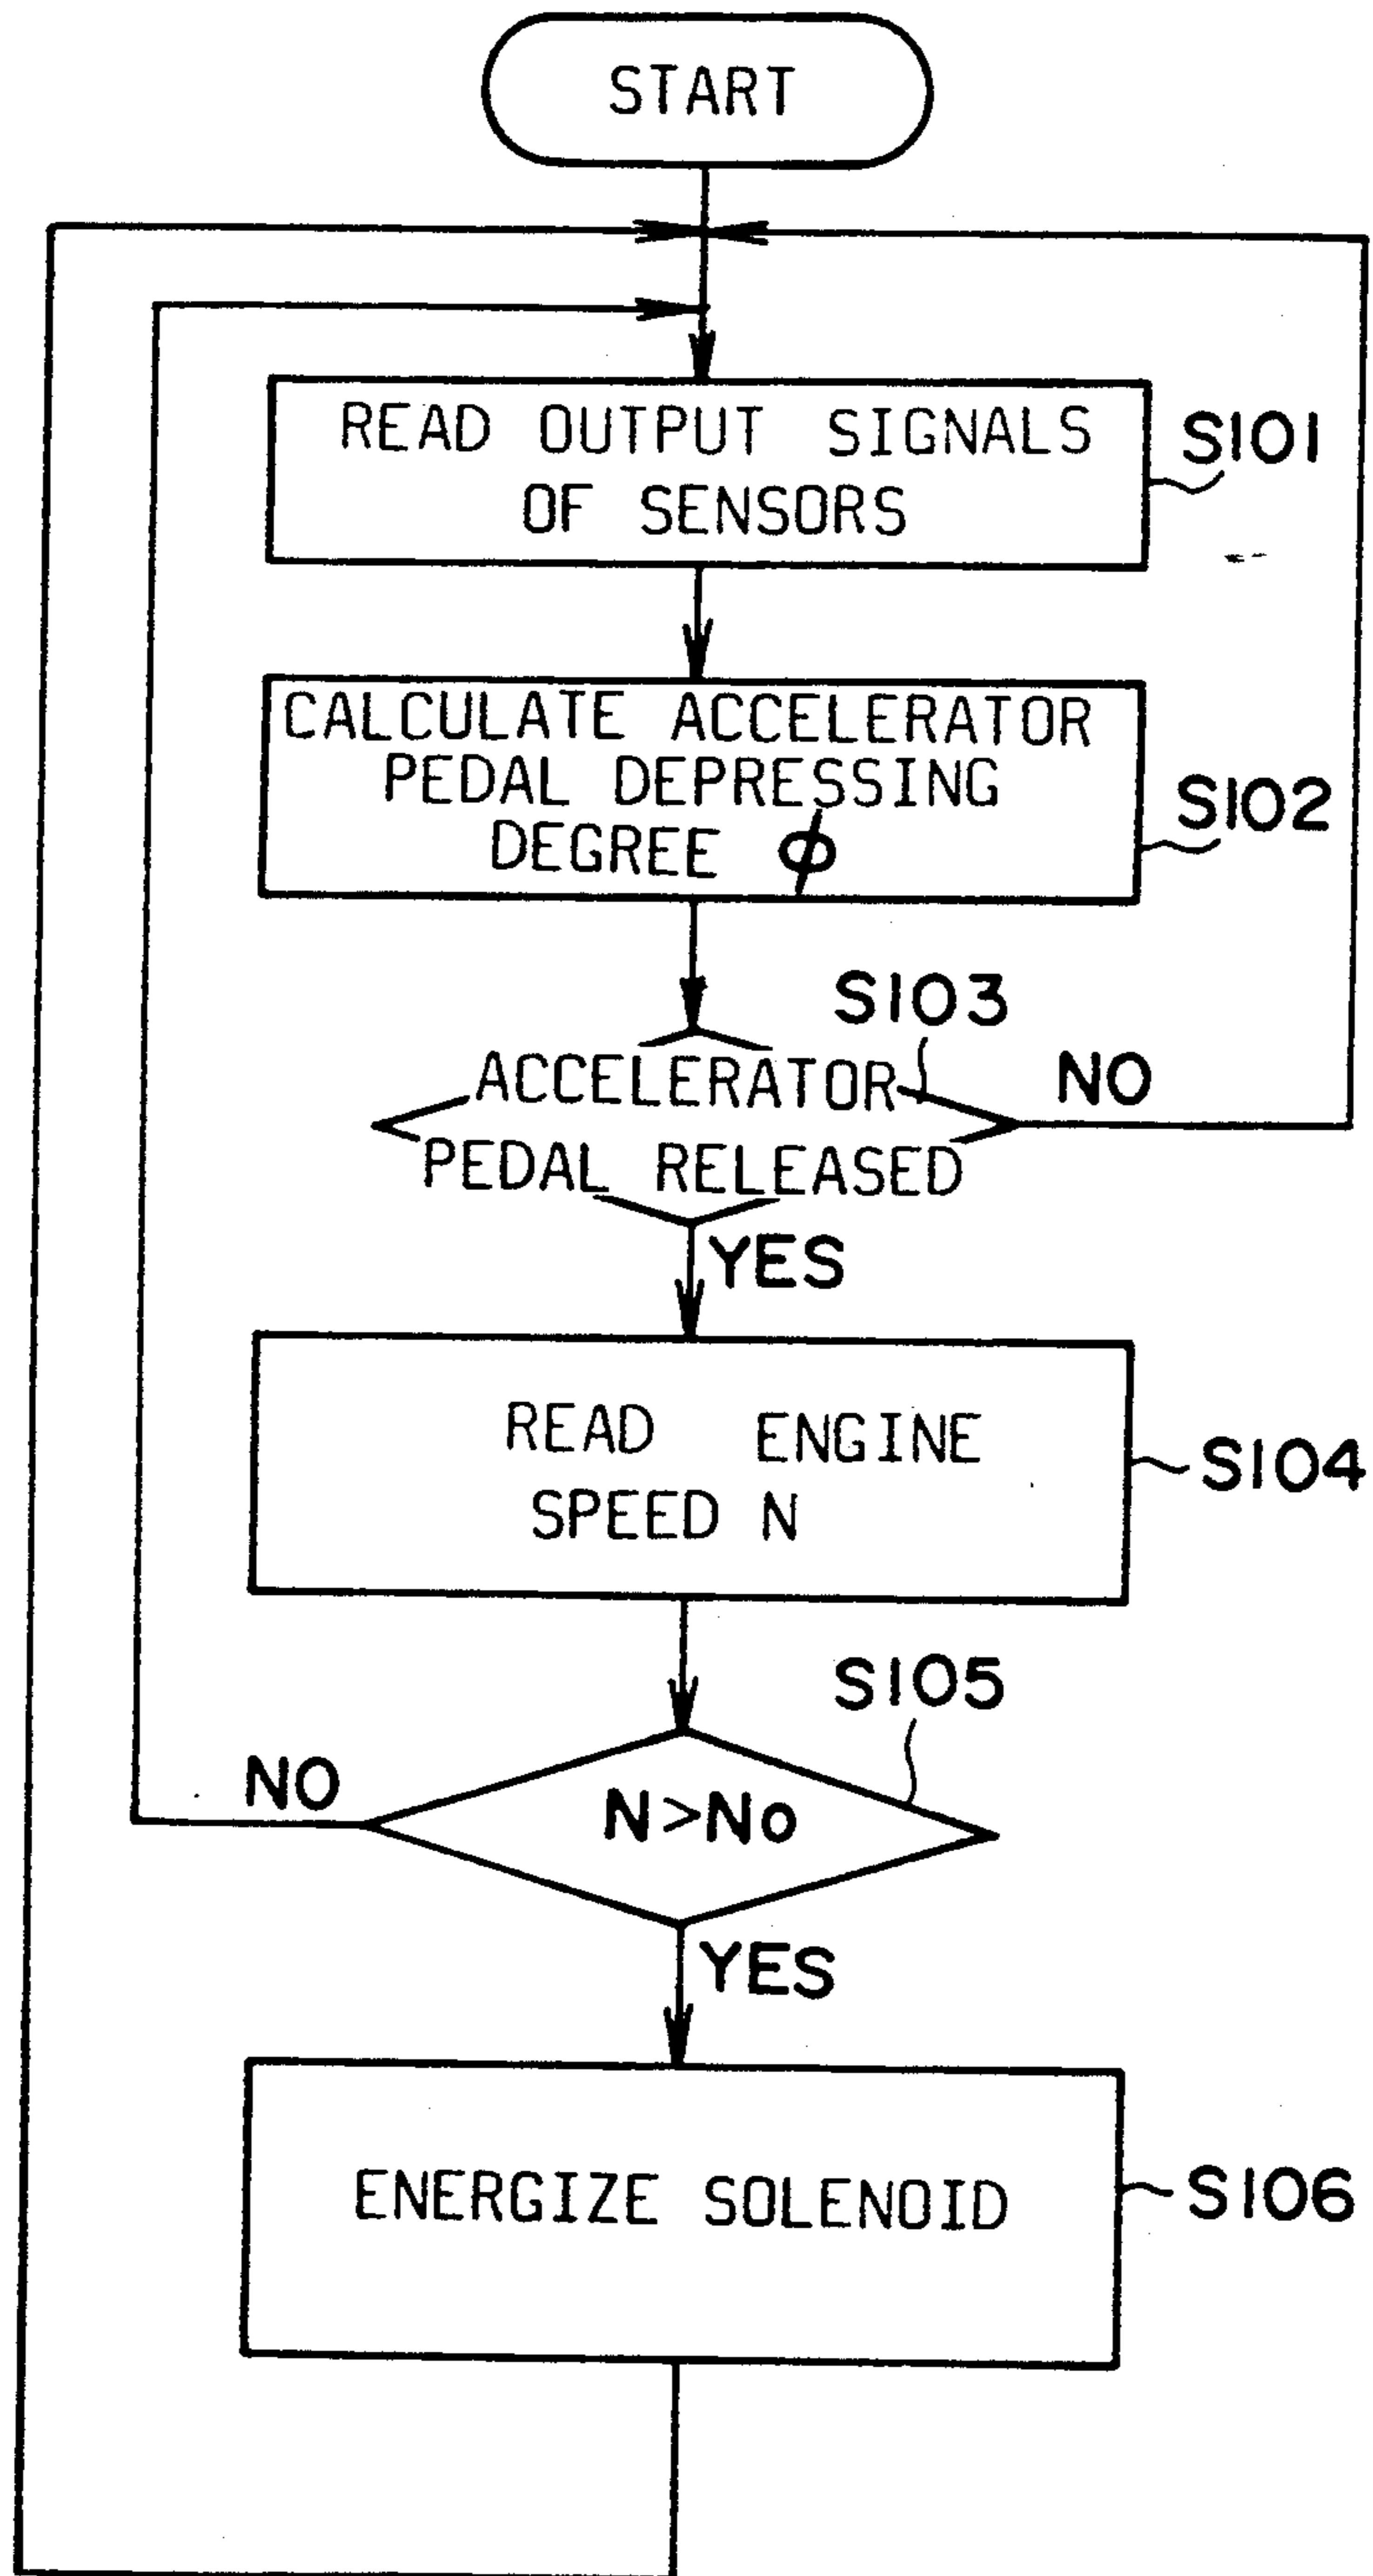 START
READ OUTPUT SIGNALS
OF SENSORS
S101
CALCULATE ACCELERATOR
PEDAL DEPRESSING
DEGREE ϕ
S102
S103
ACCELERATOR
PEDAL RELEASED
NO
YES
READ ENGINE
SPEED N
S104
S105
N>No
NO
YES
ENERGIZE SOLENOID
S106